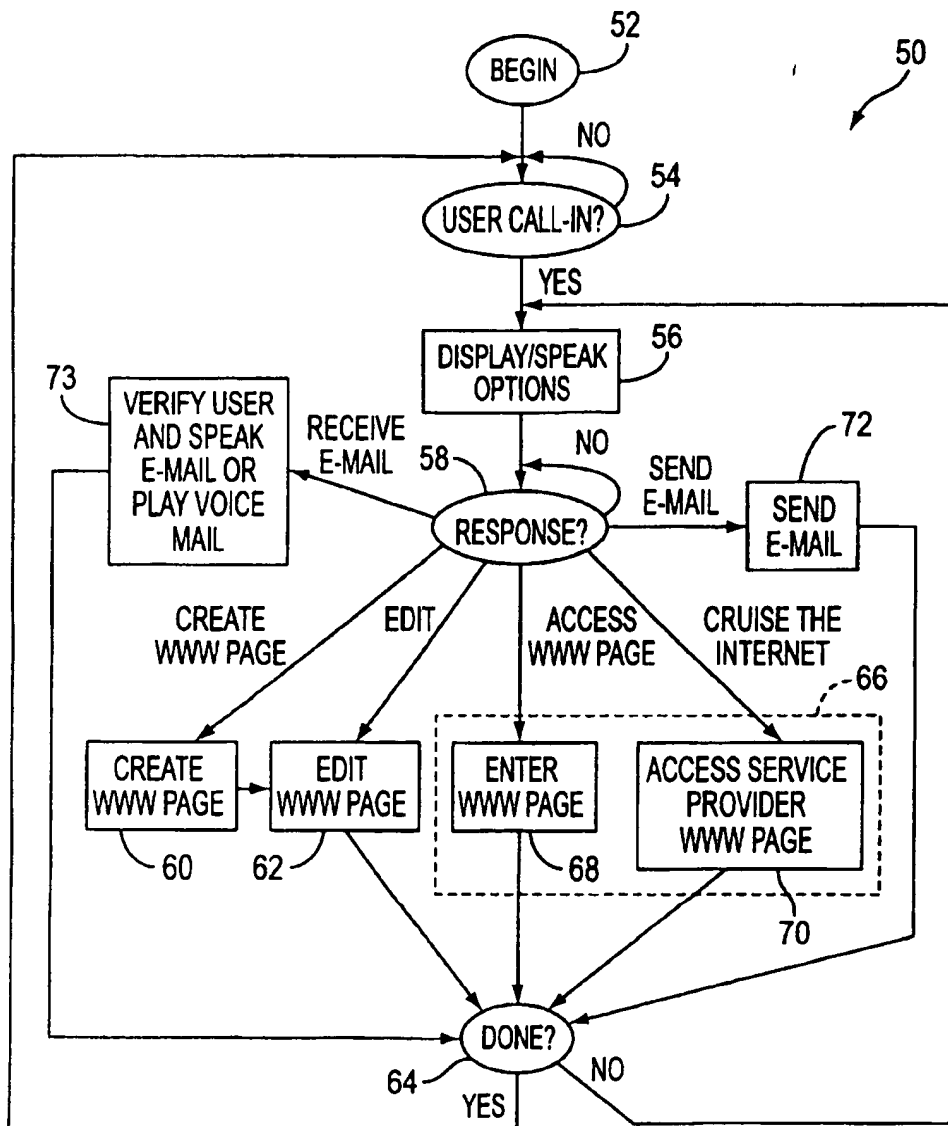 52
BEGIN
50
NO
54
USER CALL-IN?
YES
56
DISPLAY/SPEAK
OPTIONS
73
VERIFY USER
AND SPEAK
E-MAIL OR
PLAY VOICE
MAIL
RECEIVE
E-MAIL
58
NO
RESPONSE?
SEND
E-MAIL
72
SEND
E-MAIL
CREATE
WWW PAGE
EDIT
ACCESS
WWW PAGE
CRUISE THE
INTERNET
66
CREATE
WWW PAGE
60
EDIT
WWW PAGE
62
ENTER
WWW PAGE
68
ACCESS SERVICE
PROVIDER
WWW PAGE
70
DONE?
64
YES
NO